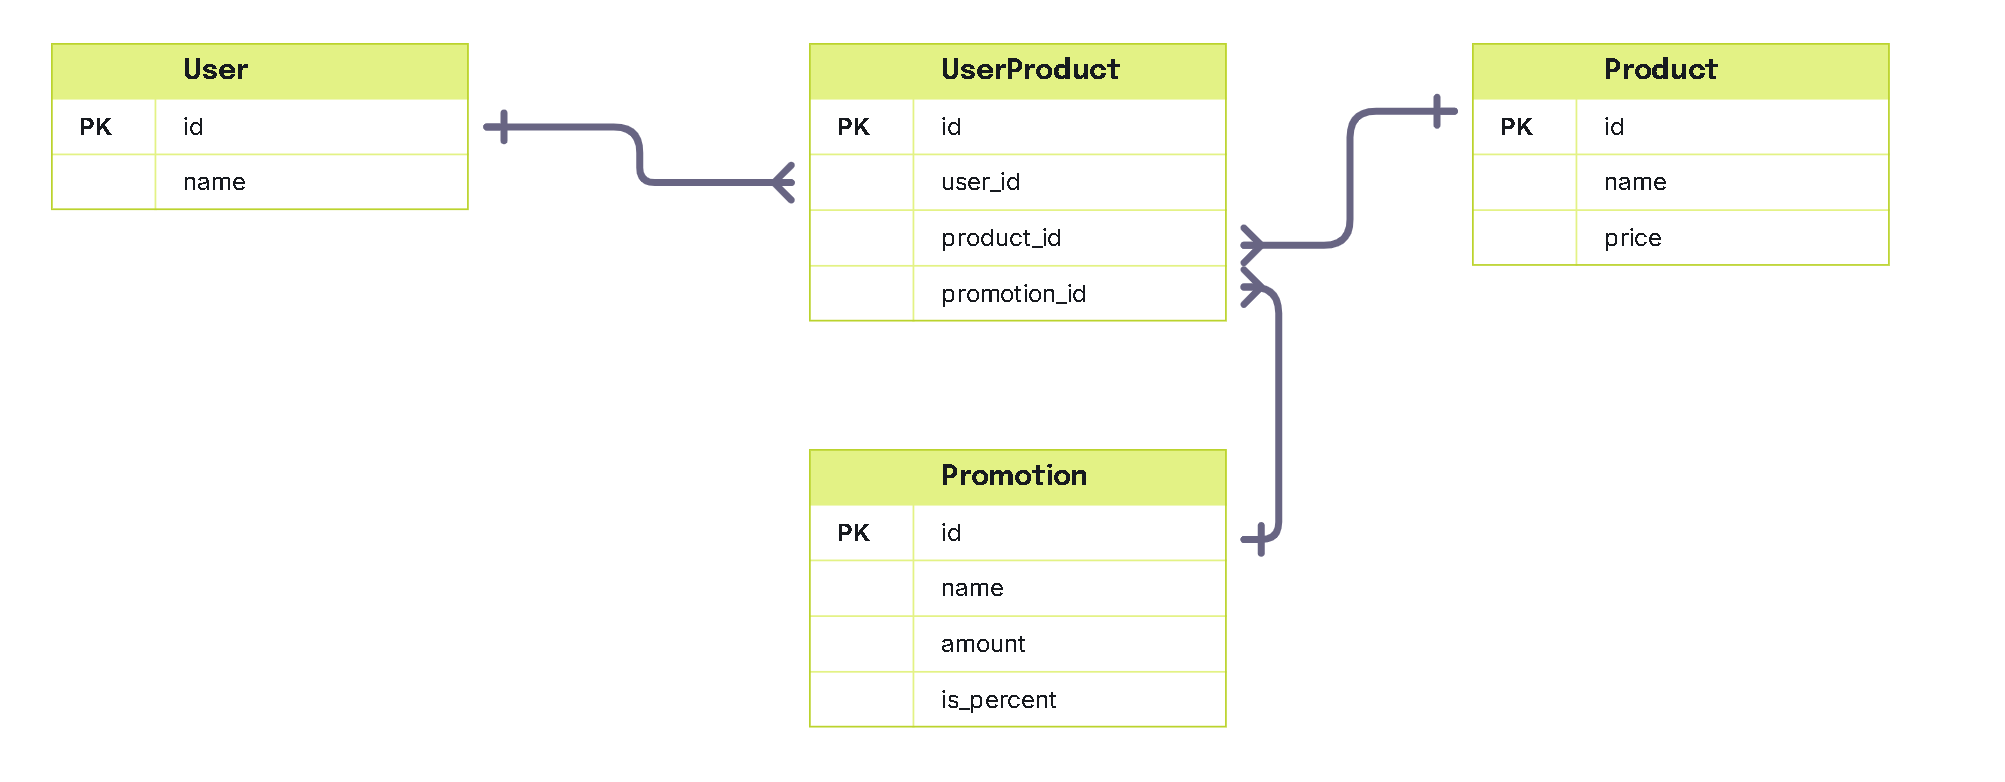 User
PK id
name
UserProduct
PK id
user_id
product_id
promotion_id
Product
PK id
name
price
Promotion
PK id
name
amount
is_percent